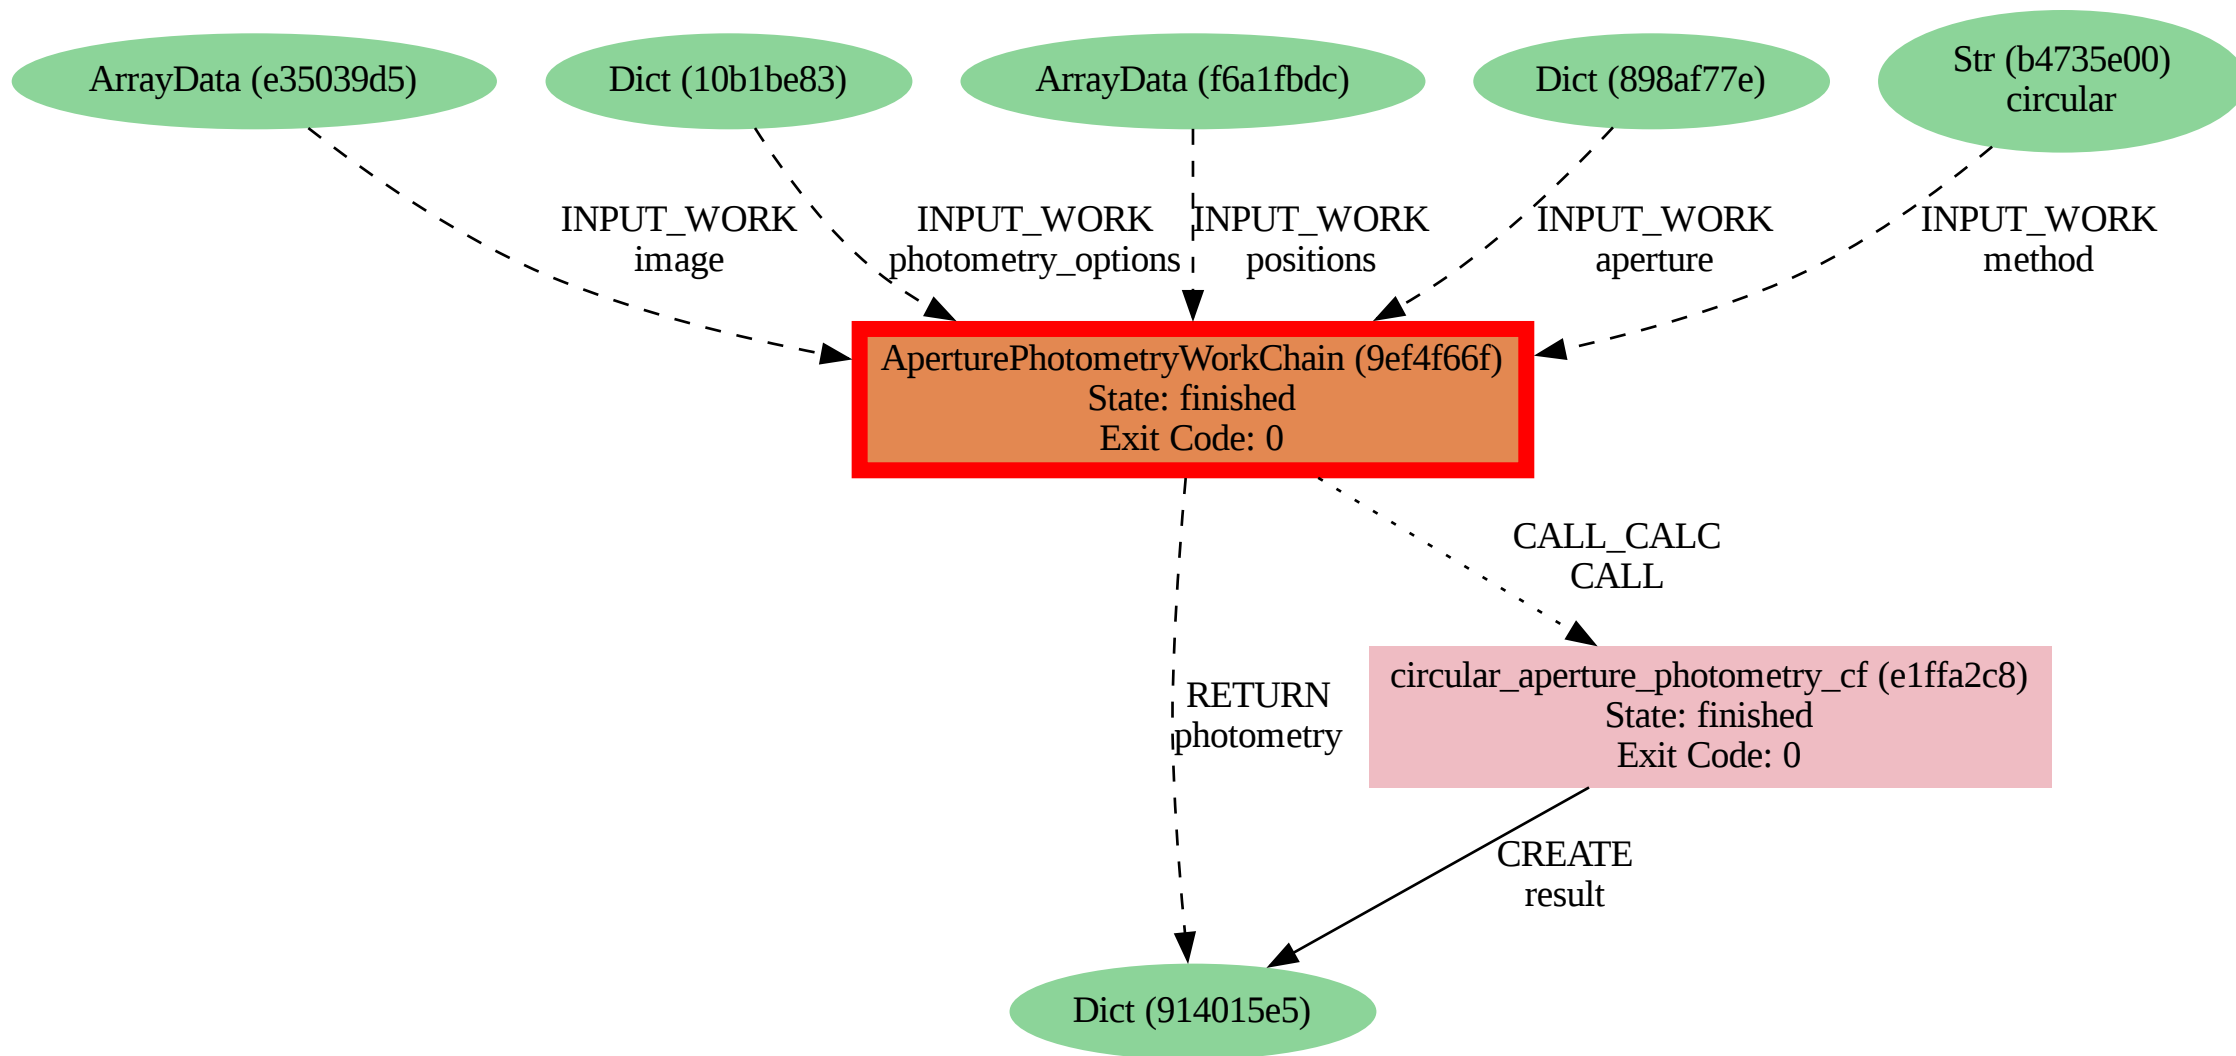 ArrayData (e35039d5)
Dict (10b1be83)
ArrayData (f6a1fbdc)
Dict (898af77e)
Str (b4735e00)
circular
INPUT_WORK
image
INPUT_WORK
photometry_options
INPUT_WORK
positions
INPUT_WORK
aperture
INPUT_WORK
method
AperturePhotometryWorkChain (9ef4f66f)
State: finished
Exit Code: 0
CALL_CALC
CALL
RETURN
photometry
circular_aperture_photometry_cf (e1ffa2c8)
State: finished
Exit Code: 0
CREATE
result
Dict (914015e5)